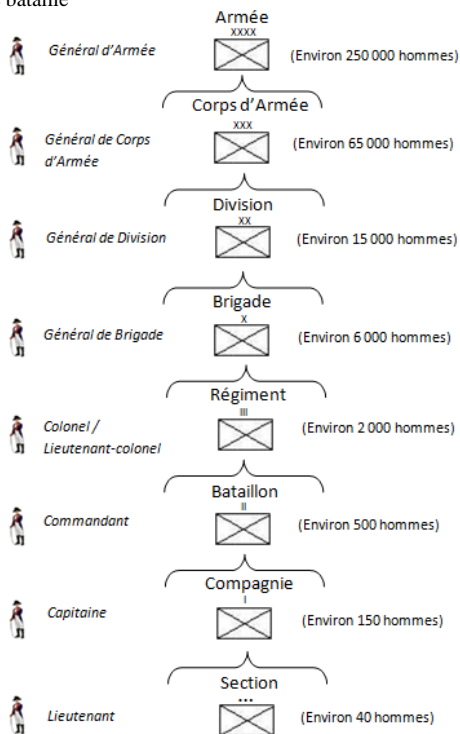 bataille
Armée
XXXX
Général d'Armée
(Environ 250 000 hommes)
Corps d'Armée
XXX
Général de Corps
d'Armée
(Environ 65 000 hommes)
Division
XX
Général de Division
(Environ 15 000 hommes)
Brigade
X
Général de Brigade
(Environ 6 000 hommes)
Régiment
III
Colonel /
Lieutenant-colonel
(Environ 2 000 hommes)
Bataillon
II
Commandant
(Environ 500 hommes)
Compagnie
I
Capitaine
(Environ 150 hommes)
Section
...
Lieutenant
(Environ 40 hommes)